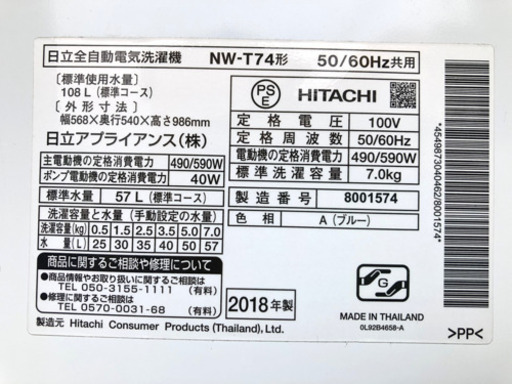 日立全自動電気洗濯機 NW-T74形 50/60Hz共用
〔標準使用水量〕
108 L（標準コース）
〔外形寸法〕
幅568×奥行540×高さ986mm
日立アプライアンス（株）
主電動機の定格消費電力 490/590W
ポンプ電動機の定格消費電力 40W
標準水量 57 L（標準コース）
洗濯容量と水量（手動設定の水量）
洗濯容量(kg) 0.5 1.5 2.5 3.5 5.0 7.0
水量(L) 25 30 35 40 50 57
商品に関するご相談や修理について
●商品情報やお取り扱いに関するご相談
TEL 050-3155-1111（有料）
●修理に関するご相談
TEL 0570-0031-68（有料）
2018年製
製造元 Hitachi Consumer Products (Thailand), Ltd.
PS
E
HITACHI
定格電圧 100V
定格周波数 50/60Hz
電動機の定格消費電力 490/590W
標準洗濯容量 7.0kg
製造番号 8001574
色相 A（ブルー）
G
MADE IN THAILAND
0L92B4658-A
*4549873040462/8001574*
>PP<